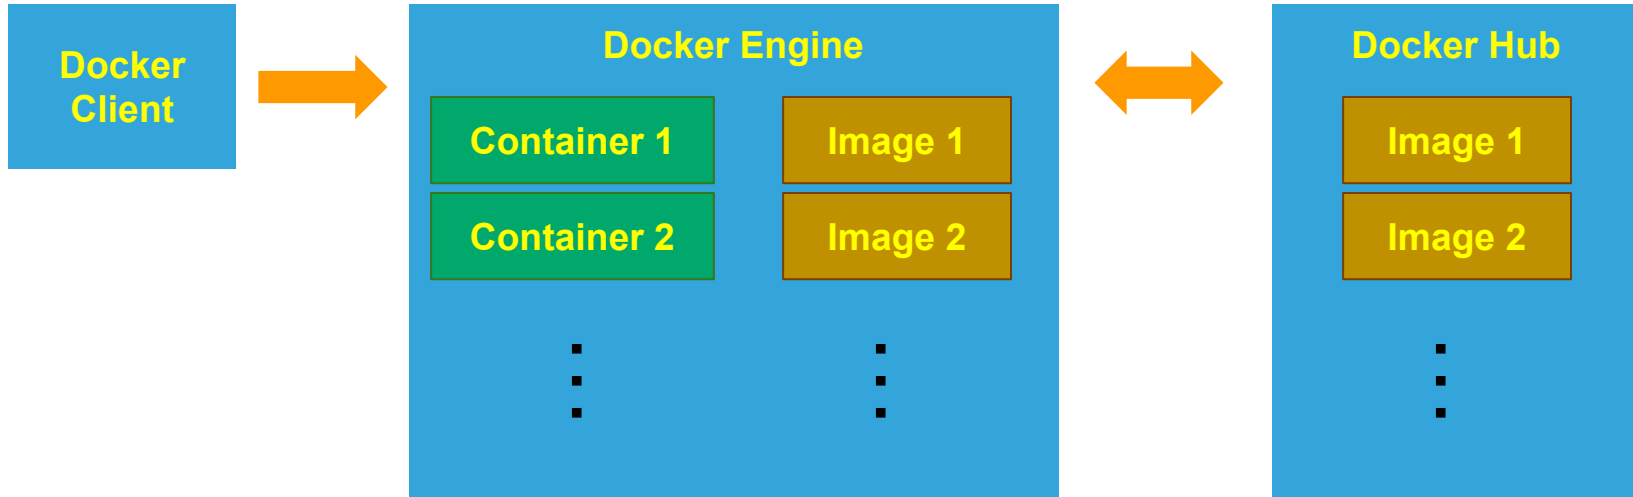 Docker
Client
Docker Engine
Container 1
Container 2
Image 1
Image 2
Docker Hub
Image 1
Image 2